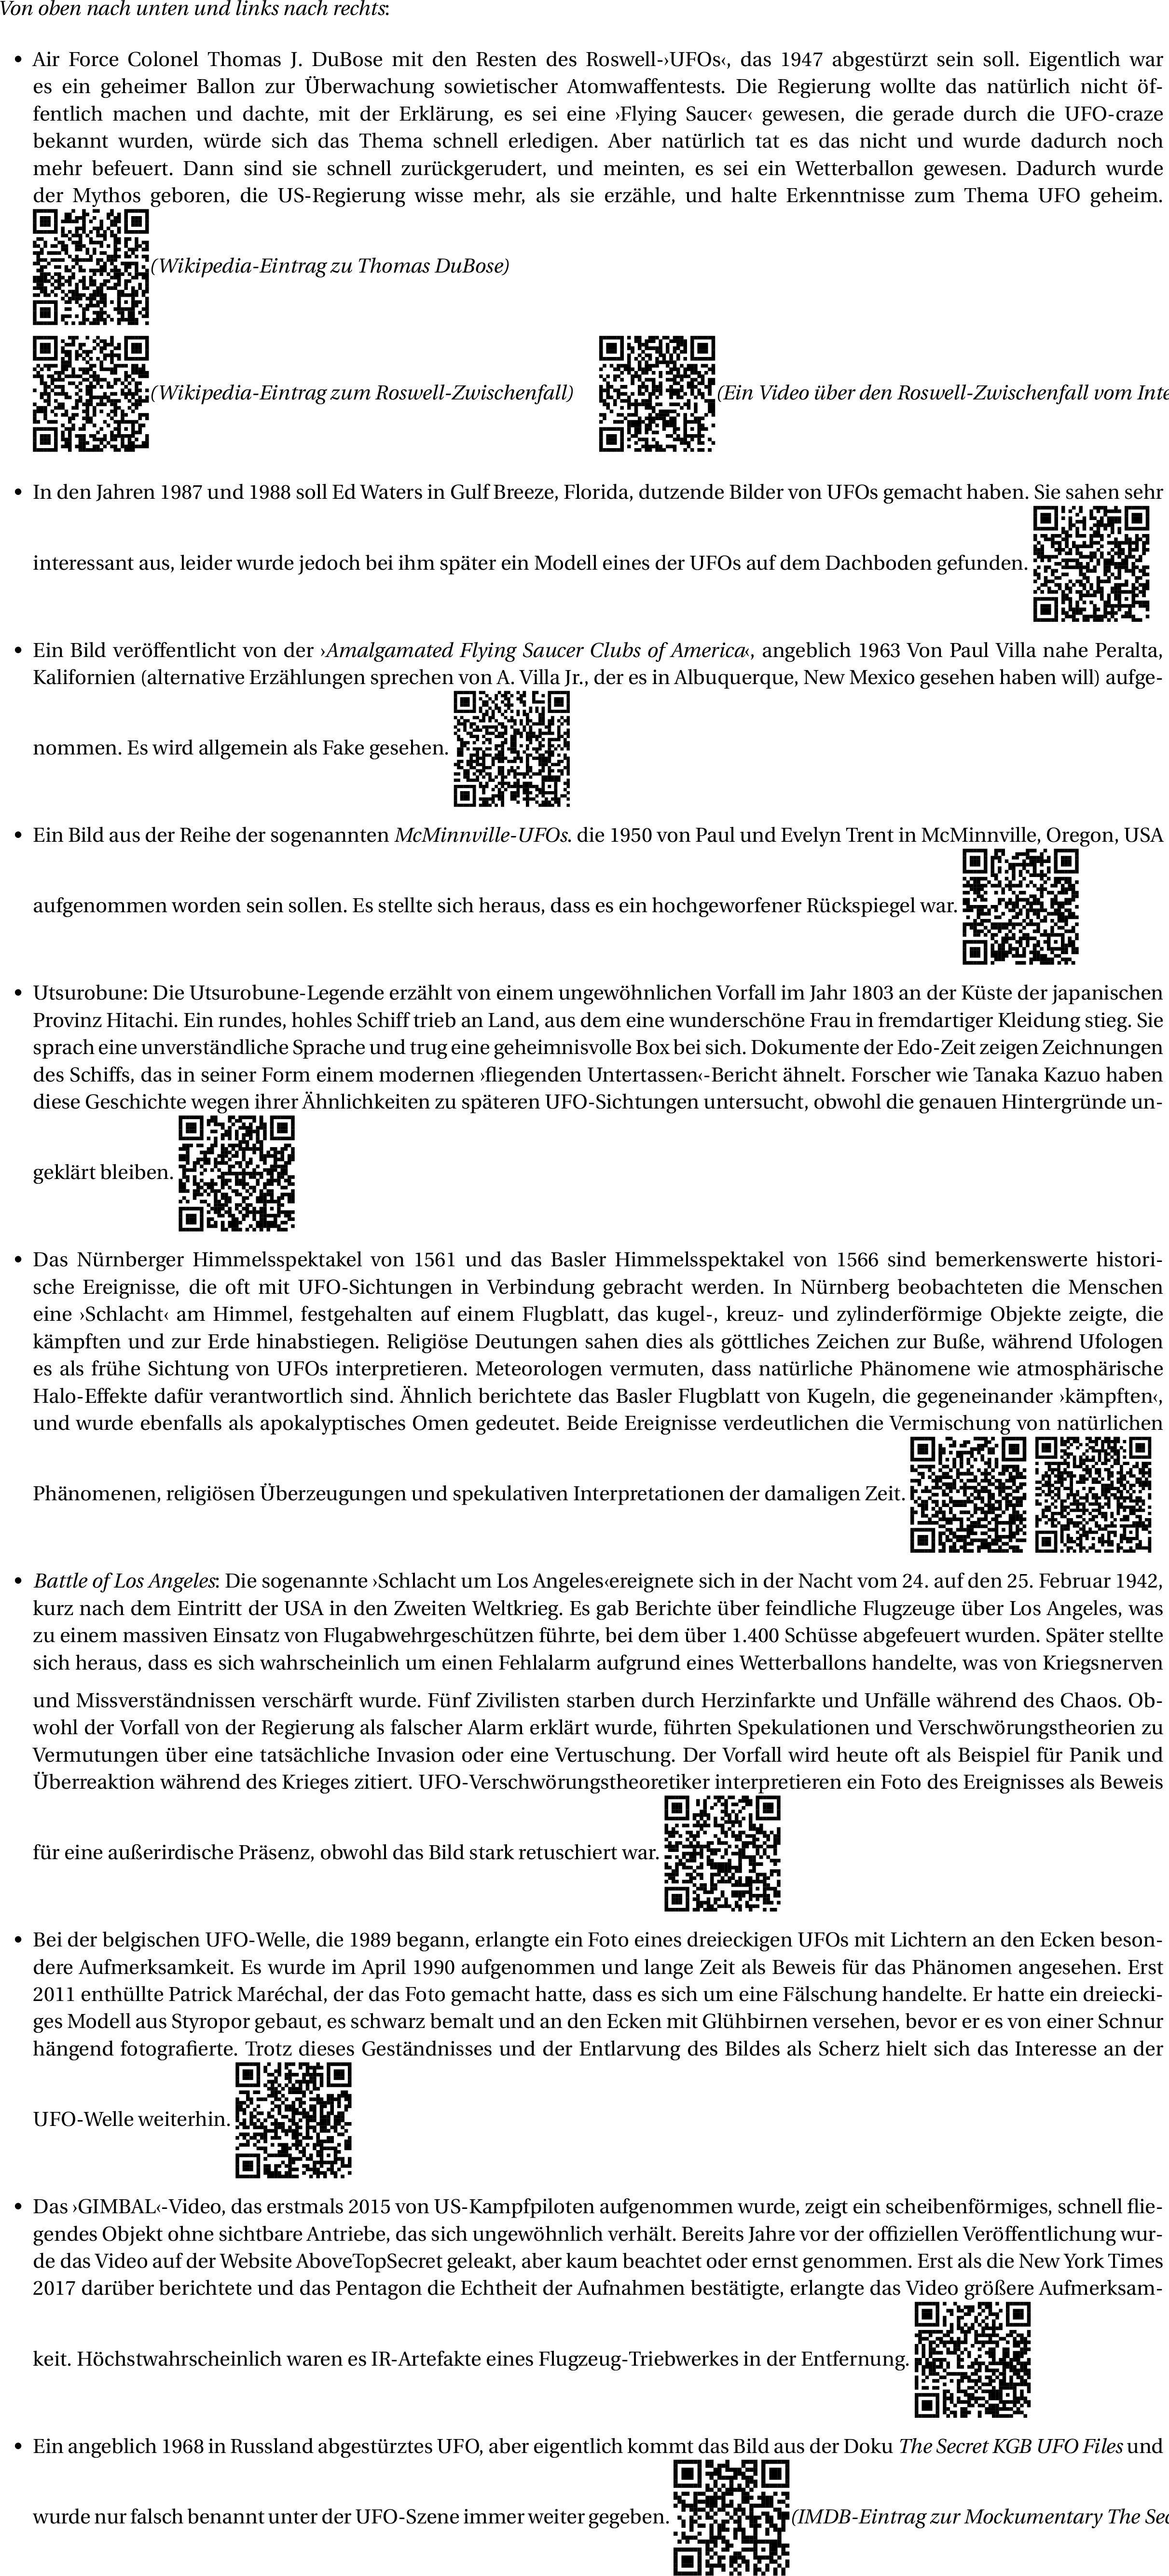 Von oben nach unten und links nach rechts:
• Air Force Colonel Thomas J. DuBose mit den Resten des Roswell-›UFOs‹, das 1947 abgestürzt sein soll. Eigentlich war
es ein geheimer Ballon zur Überwachung sowietischer Atomwaffentests. Die Regierung wollte das natürlich nicht öf-
fentlich machen und dachte, mit der Erklärung, es sei eine ›Flying Saucer‹ gewesen, die gerade durch die UFO-craze
bekannt wurden, würde sich das Thema schnell erledigen. Aber natürlich tat es das nicht und wurde dadurch noch
mehr befeuert. Dann sind sie schnell zurückgerudert, und meinten, es sei ein Wetterballon gewesen. Dadurch wurde
der Mythos geboren, die US-Regierung wisse mehr, als sie erzähle, und halte Erkenntnisse zum Thema UFO geheim.
(Wikipedia-Eintrag zu Thomas DuBose)
(Wikipedia-Eintrag zum Roswell-Zwischenfall) (Ein Video über den Roswell-Zwischenfall vom Inte
• In den Jahren 1987 und 1988 soll Ed Waters in Gulf Breeze, Florida, dutzende Bilder von UFOs gemacht haben. Sie sahen sehr
interessant aus, leider wurde jedoch bei ihm später ein Modell eines der UFOs auf dem Dachboden gefunden.
• Ein Bild veröffentlicht von der ›Amalgamated Flying Saucer Clubs of America‹, angeblich 1963 Von Paul Villa nahe Peralta,
Kalifornien (alternative Erzählungen sprechen von A. Villa Jr., der es in Albuquerque, New Mexico gesehen haben will) aufge-
nommen. Es wird allgemein als Fake gesehen.
• Ein Bild aus der Reihe der sogenannten McMinnville-UFOs. die 1950 von Paul und Evelyn Trent in McMinnville, Oregon, USA
aufgenommen worden sein sollen. Es stellte sich heraus, dass es ein hochgeworfener Rückspiegel war.
• Utsurobune: Die Utsurobune-Legende erzählt von einem ungewöhnlichen Vorfall im Jahr 1803 an der Küste der japanischen
Provinz Hitachi. Ein rundes, hohles Schiff trieb an Land, aus dem eine wunderschöne Frau in fremdartiger Kleidung stieg. Sie
sprach eine unverständliche Sprache und trug eine geheimnisvolle Box bei sich. Dokumente der Edo-Zeit zeigen Zeichnungen
des Schiffs, das in seiner Form einem modernen ›fliegenden Untertassen‹-Bericht ähnelt. Forscher wie Tanaka Kazuo haben
diese Geschichte wegen ihrer Ähnlichkeiten zu späteren UFO-Sichtungen untersucht, obwohl die genauen Hintergründe un-
geklärt bleiben.
• Das Nürnberger Himmelsspektakel von 1561 und das Basler Himmelsspektakel von 1566 sind bemerkenswerte histori-
sche Ereignisse, die oft mit UFO-Sichtungen in Verbindung gebracht werden. In Nürnberg beobachteten die Menschen
eine ›Schlacht‹ am Himmel, festgehalten auf einem Flugblatt, das kugel-, kreuz- und zylinderförmige Objekte zeigte, die
kämpften und zur Erde hinabstiegen. Religiöse Deutungen sahen dies als göttliches Zeichen zur Buße, während Ufologen
es als frühe Sichtung von UFOs interpretieren. Meteorologen vermuten, dass natürliche Phänomene wie atmosphärische
Halo-Effekte dafür verantwortlich sind. Ähnlich berichtete das Basler Flugblatt von Kugeln, die gegeneinander ›kämpften‹,
und wurde ebenfalls als apokalyptisches Omen gedeutet. Beide Ereignisse verdeutlichen die Vermischung von natürlichen
Phänomenen, religiösen Überzeugungen und spekulativen Interpretationen der damaligen Zeit.
• Battle of Los Angeles: Die sogenannte ›Schlacht um Los Angeles‹ereignete sich in der Nacht vom 24. auf den 25. Februar 1942,
kurz nach dem Eintritt der USA in den Zweiten Weltkrieg. Es gab Berichte über feindliche Flugzeuge über Los Angeles, was
zu einem massiven Einsatz von Flugabwehrgeschützen führte, bei dem über 1.400 Schüsse abgefeuert wurden. Später stellte
sich heraus, dass es sich wahrscheinlich um einen Fehlalarm aufgrund eines Wetterballons handelte, was von Kriegsnerven
und Missverständnissen verschärft wurde. Fünf Zivilisten starben durch Herzinfarkte und Unfälle während des Chaos. Ob-
wohl der Vorfall von der Regierung als falscher Alarm erklärt wurde, führten Spekulationen und Verschwörungstheorien zu
Vermutungen über eine tatsächliche Invasion oder eine Vertuschung. Der Vorfall wird heute oft als Beispiel für Panik und
Überreaktion während des Krieges zitiert. UFO-Verschwörungstheoretiker interpretieren ein Foto des Ereignisses als Beweis
für eine außerirdische Präsenz, obwohl das Bild stark retuschiert war.
• Bei der belgischen UFO-Welle, die 1989 begann, erlangte ein Foto eines dreieckigen UFOs mit Lichtern an den Ecken beson-
dere Aufmerksamkeit. Es wurde im April 1990 aufgenommen und lange Zeit als Beweis für das Phänomen angesehen. Erst
2011 enthüllte Patrick Maréchal, der das Foto gemacht hatte, dass es sich um eine Fälschung handelte. Er hatte ein dreiecki-
ges Modell aus Styropor gebaut, es schwarz bemalt und an den Ecken mit Glühbirnen versehen, bevor er es von einer Schnur
hängend fotografierte. Trotz dieses Geständnisses und der Entlarvung des Bildes als Scherz hielt sich das Interesse an der
UFO-Welle weiterhin.
• Das ›GIMBAL‹-Video, das erstmals 2015 von US-Kampfpiloten aufgenommen wurde, zeigt ein scheibenförmiges, schnell flie-
gendes Objekt ohne sichtbare Antriebe, das sich ungewöhnlich verhält. Bereits Jahre vor der offiziellen Veröffentlichung wur-
de das Video auf der Website AboveTopSecret geleakt, aber kaum beachtet oder ernst genommen. Erst als die New York Times
2017 darüber berichtete und das Pentagon die Echtheit der Aufnahmen bestätigte, erlangte das Video größere Aufmerksam-
keit. Höchstwahrscheinlich waren es IR-Artefakte eines Flugzeug-Triebwerkes in der Entfernung.
• Ein angeblich 1968 in Russland abgestürztes UFO, aber eigentlich kommt das Bild aus der Doku The Secret KGB UFO Files und
wurde nur falsch benannt unter der UFO-Szene immer weiter gegeben. (IMDB-Eintrag zur Mockumentary The Sec